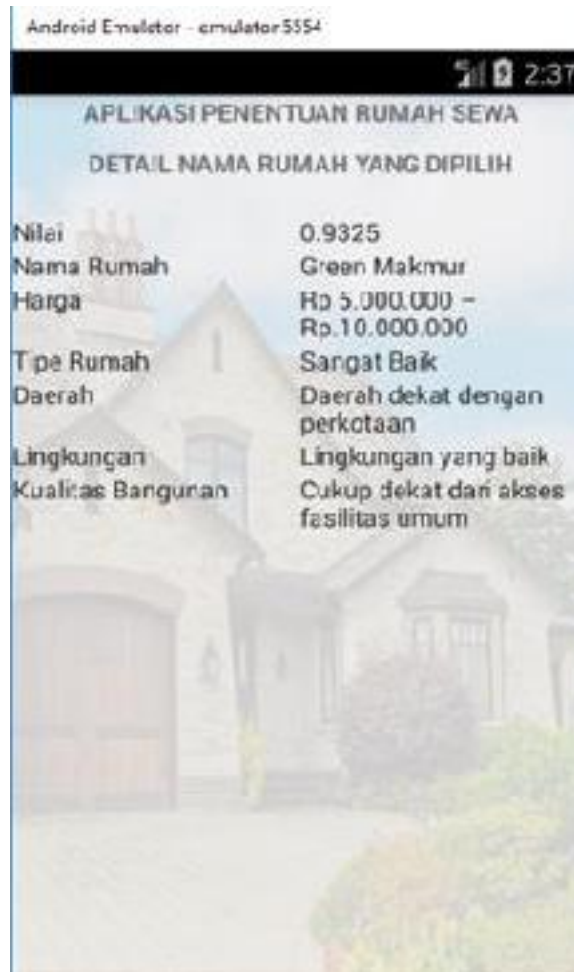 Android Emulator - emulator5554
2:37
APLIKASI PENENTUAN RUMAH SEWA
DETAIL NAMA RUMAH YANG DIPILIH
Nilai 0.9325
Nama Rumah Green Makmur
Harga Rp 5.000.000 –
Rp.10.000.000
Tipe Rumah Sangat Baik
Daerah Daerah dekat dengan
perkotaan
Lingkungan Lingkungan yang baik
Kualitas Bangunan Cukup dekat dari akses
fasilitas umum